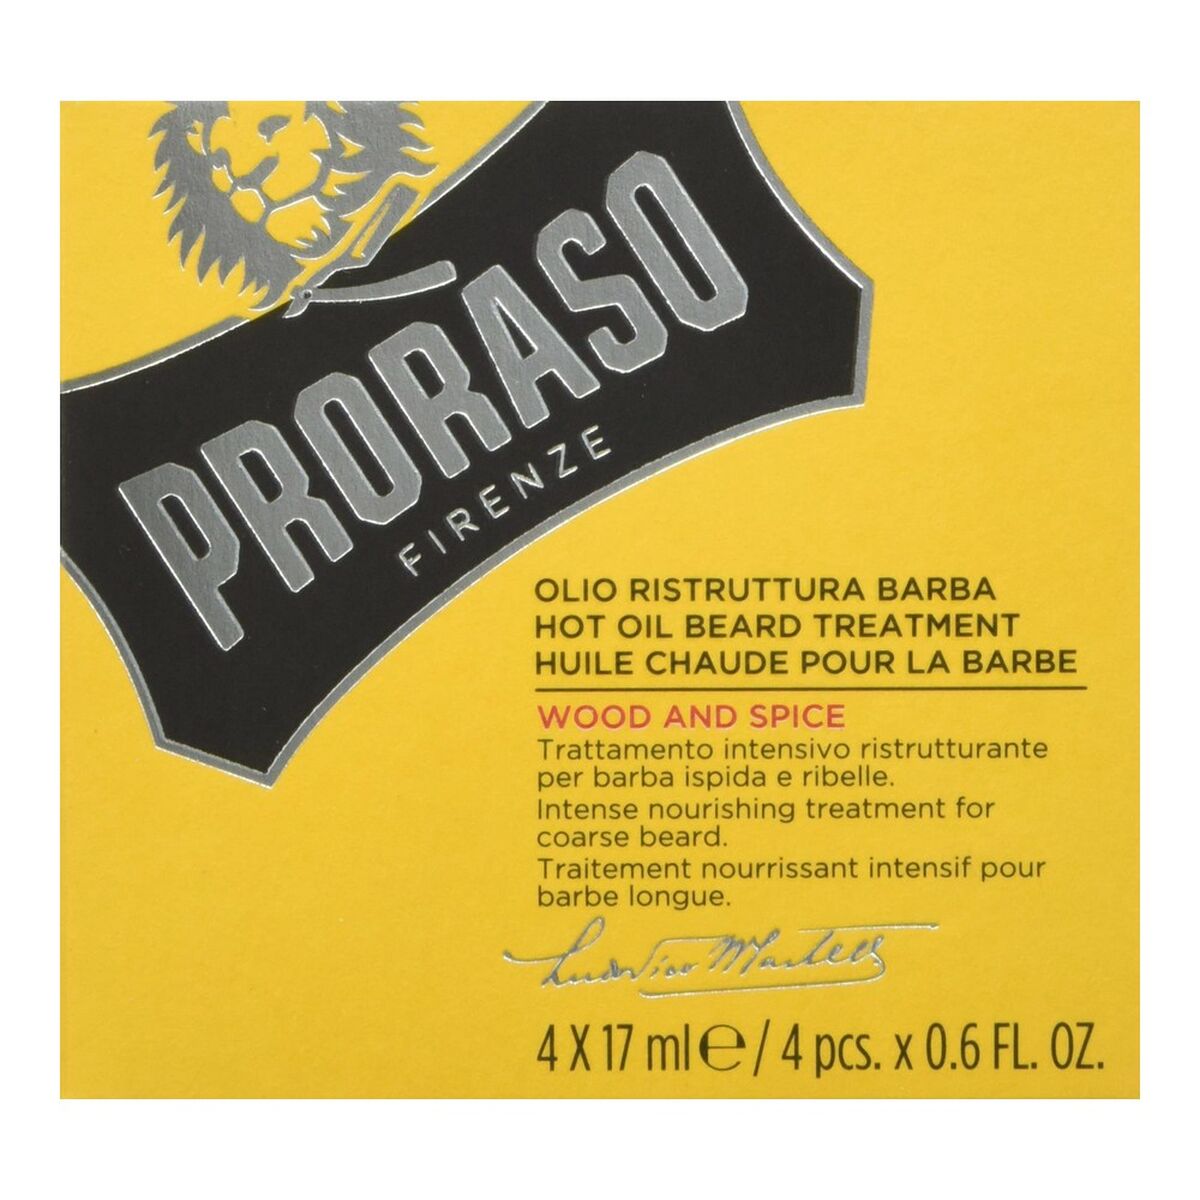 PRORASO
FIRENZE
OLIO RISTRUTTURA BARBA
HOT OIL BEARD TREATMENT
HUILE CHAUDE POUR LA BARBE
WOOD AND SPICE
Trattamento intensivo ristrutturante
per barba ispida e ribelle.
Intense nourishing treatment for
coarse beard.
Traitement nourrissant intensif pour
barbe longue.
Ludovico Martelli
4 X 17 ml ℮ / 4 pcs. x 0.6 FL. OZ.